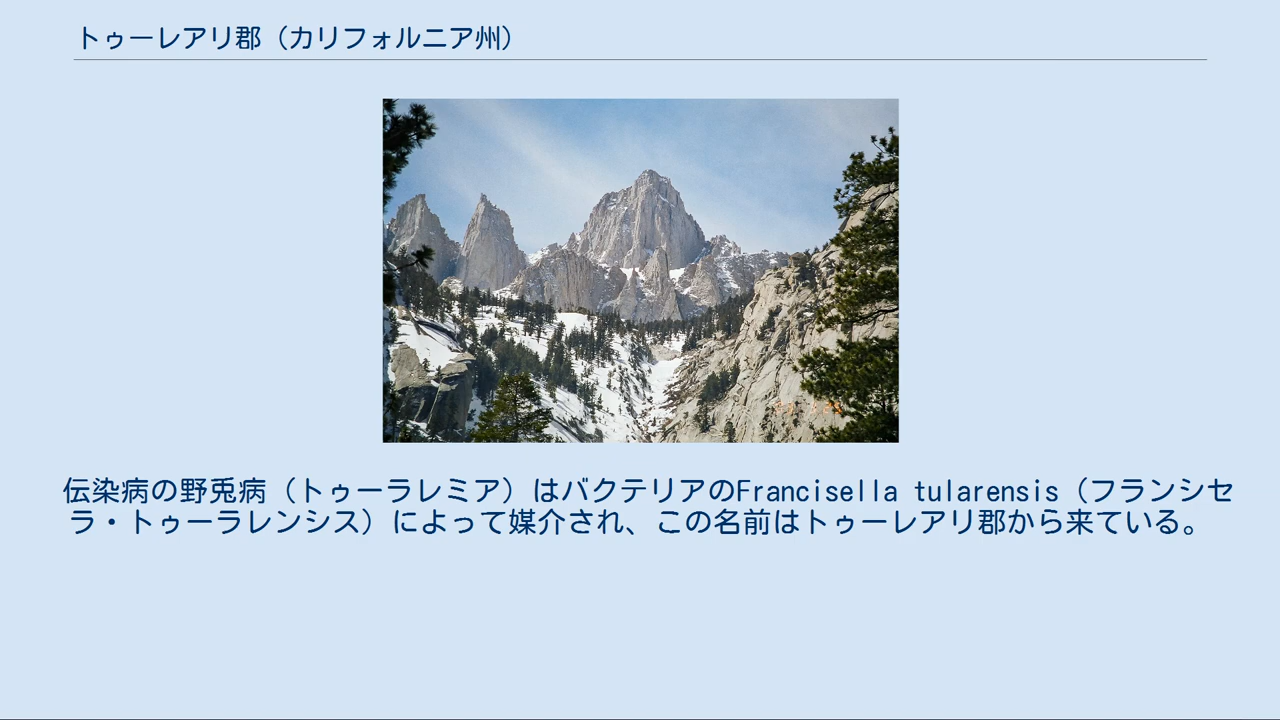 トゥーレアリ郡（カリフォルニア州）
伝染病の野兎病（トゥーラレミア）はバクテリアのFrancisella tularensis（フランシセ
ラ・トゥーラレンシス）によって媒介され、この名前はトゥーレアリ郡から来ている。